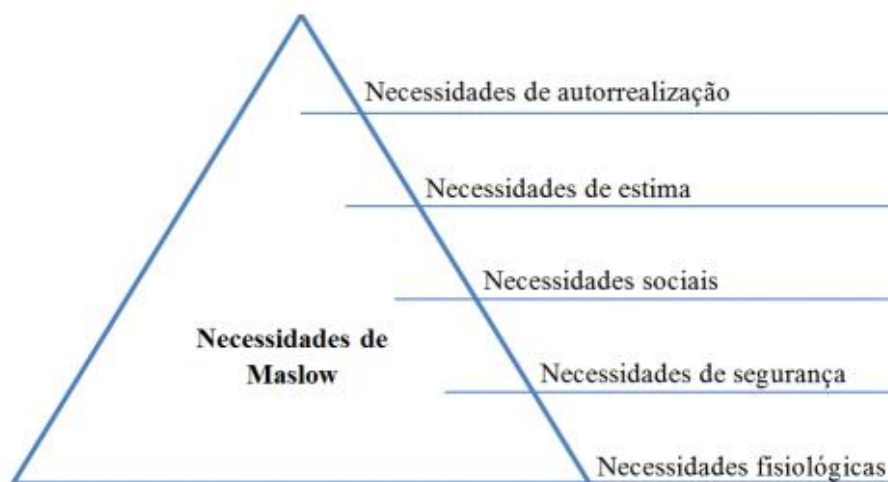 Necessidades de autorrealização
Necessidades de estima
Necessidades sociais
Necessidades de
Maslow
Necessidades de segurança
Necessidades fisiológicas